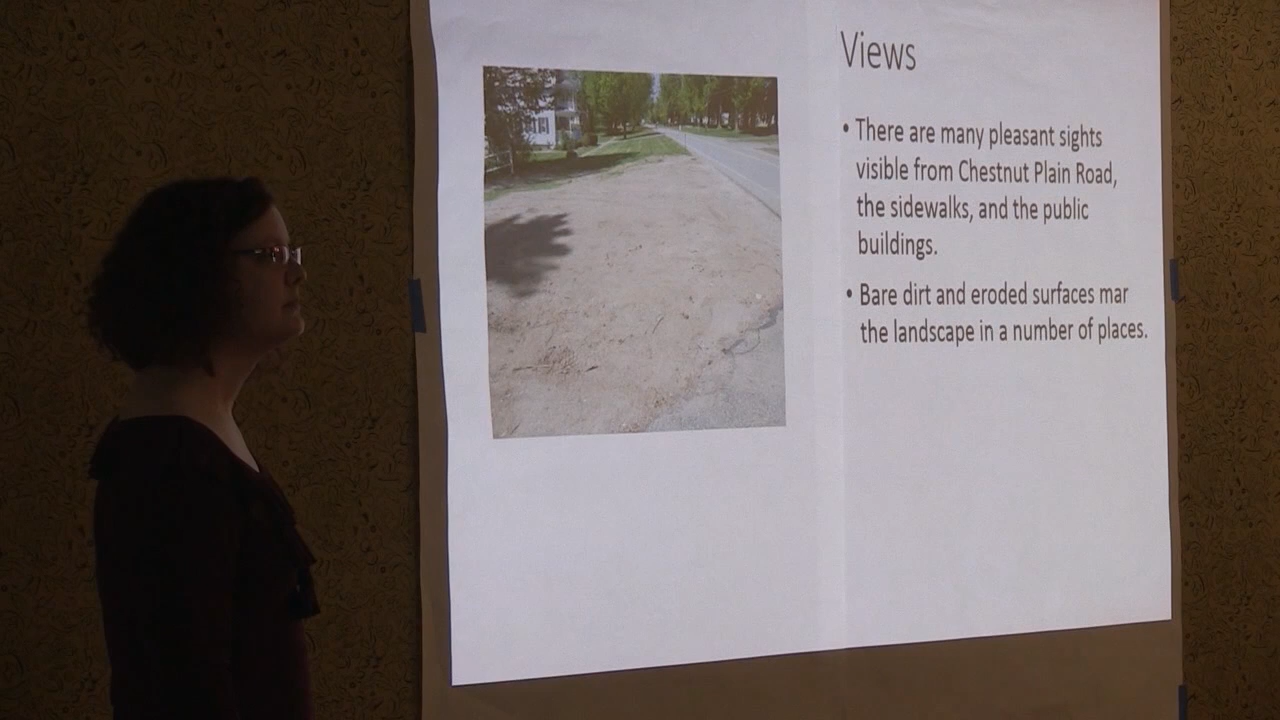 Views
• There are many pleasant sights
visible from Chestnut Plain Road,
the sidewalks, and the public
buildings.
• Bare dirt and eroded surfaces mar
the landscape in a number of places.